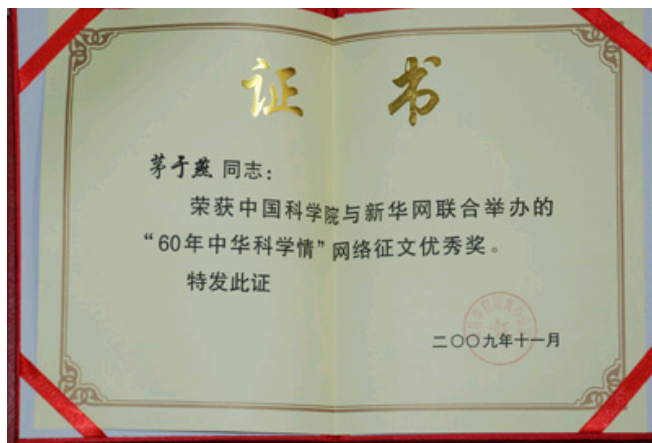 证书
茅于燕 同志：
荣获中国科学院与新华网联合举办的
“60年中华科学情”网络征文优秀奖。
特发此证
二〇〇九年十一月